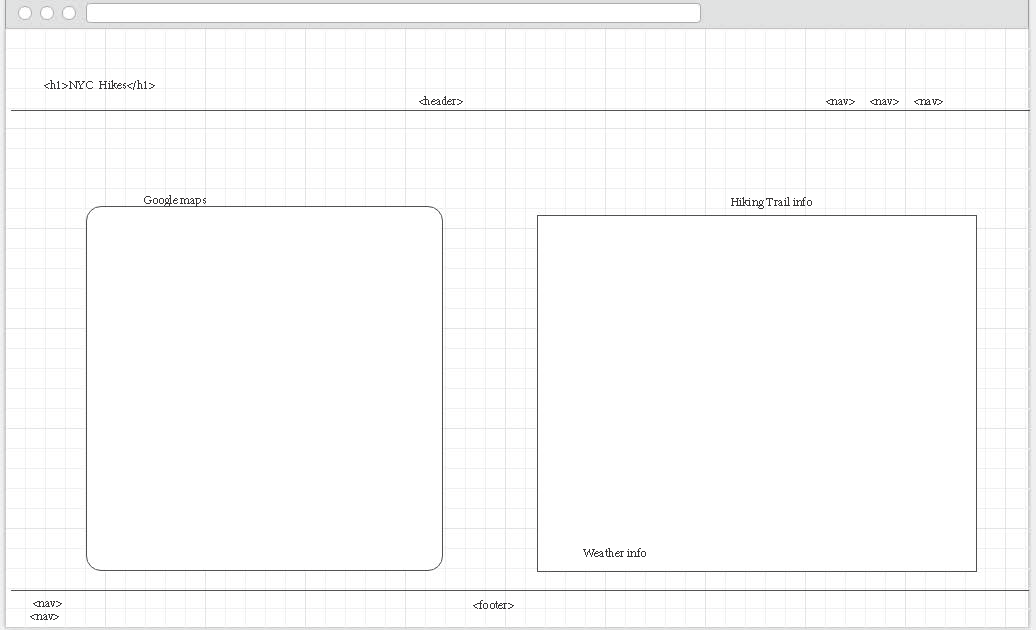 <h1>NYC Hikes</h1>
<header>
<nav> <nav> <nav>
Google maps
Hiking Trail info
Weather info
<nav>
<nav>
<footer>